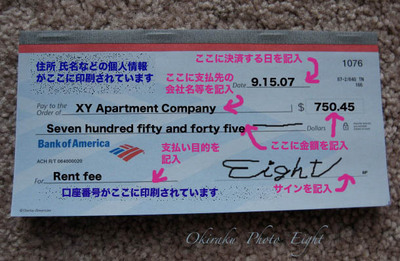 住所 氏名などの個人情報
がここに印刷されています
ここに決済する日を記入
1076
ここに支払先の
会社名等を記入
Date 9.15.07
Pay to the
Order of XY Apartment Company $ 750.45
Seven hundred fifty and forty five Dollars
Bank of America
ACH R/T 064000020
支払い目的を
記入
ここに金額を記入
Eight
For Rent fee
サインを記入
口座番号がここに印刷されています
Okiraku Photo Eight